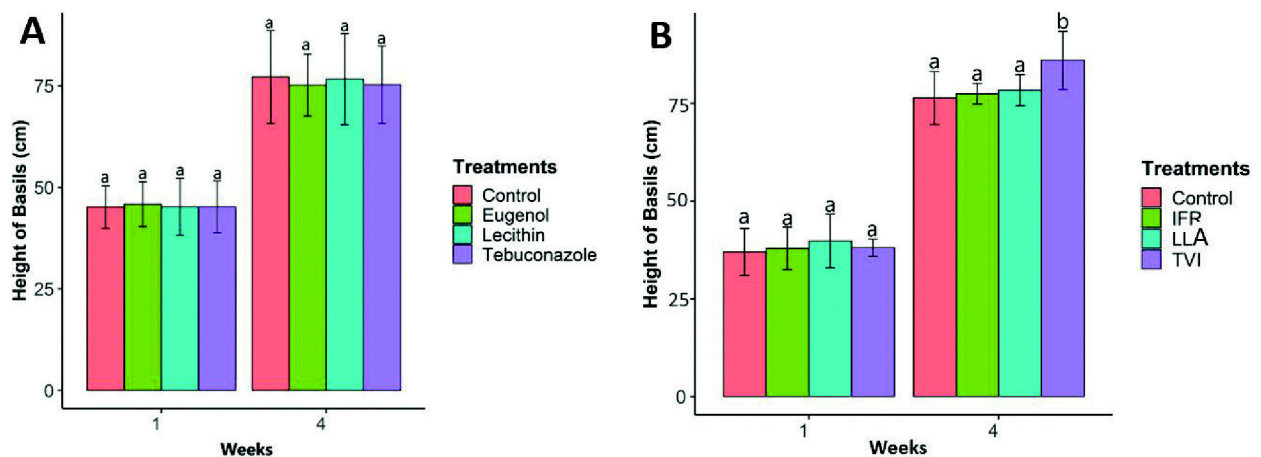 A
Height of Basils (cm)
75
50
25
0
a a a a
a a a a
1 4
Weeks
Treatments
Control
Eugenol
Lecithin
Tebuconazole
B
Height of Basils (cm)
75
50
25
0
a a a a
a a a b
1 4
Weeks
Treatments
Control
IFR
LLA
TVI